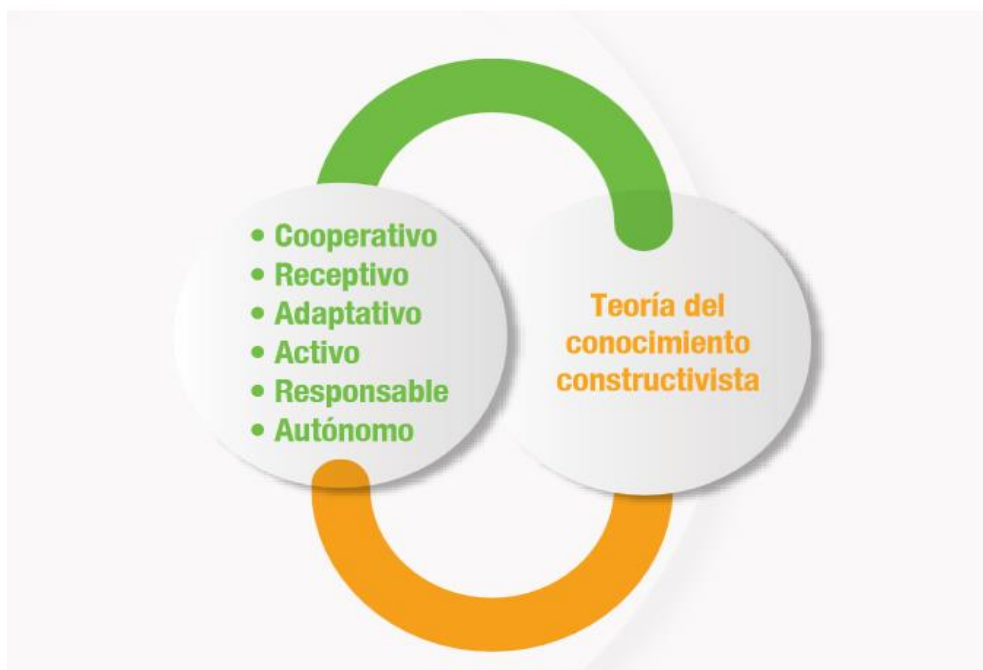 • Cooperativo
• Receptivo
• Adaptativo
• Activo
• Responsable
• Autónomo
Teoría del
conocimiento
constructivista